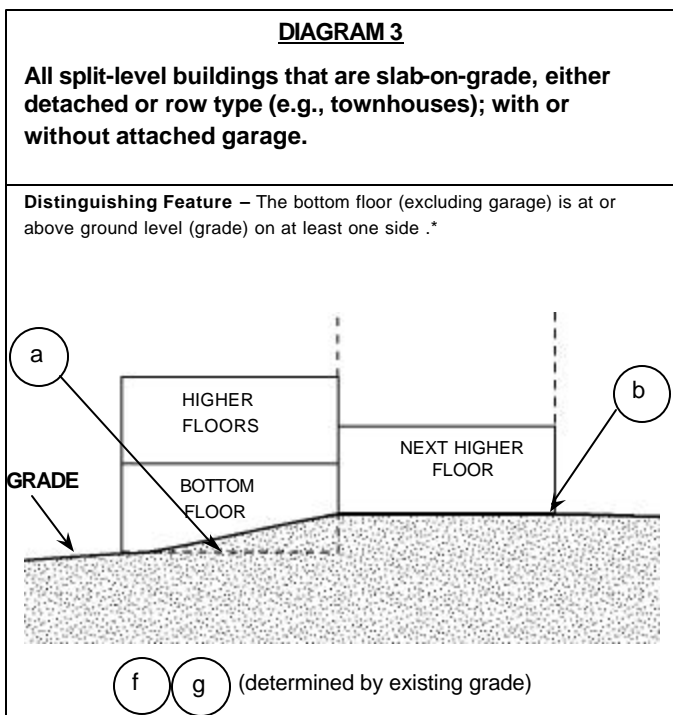 DIAGRAM 3
All split-level buildings that are slab-on-grade, either
detached or row type (e.g., townhouses); with or
without attached garage.
Distinguishing Feature – The bottom floor (excluding garage) is at or
above ground level (grade) on at least one side .*
a
b
HIGHER
FLOORS
NEXT HIGHER
FLOOR
GRADE
BOTTOM
FLOOR
f g (determined by existing grade)